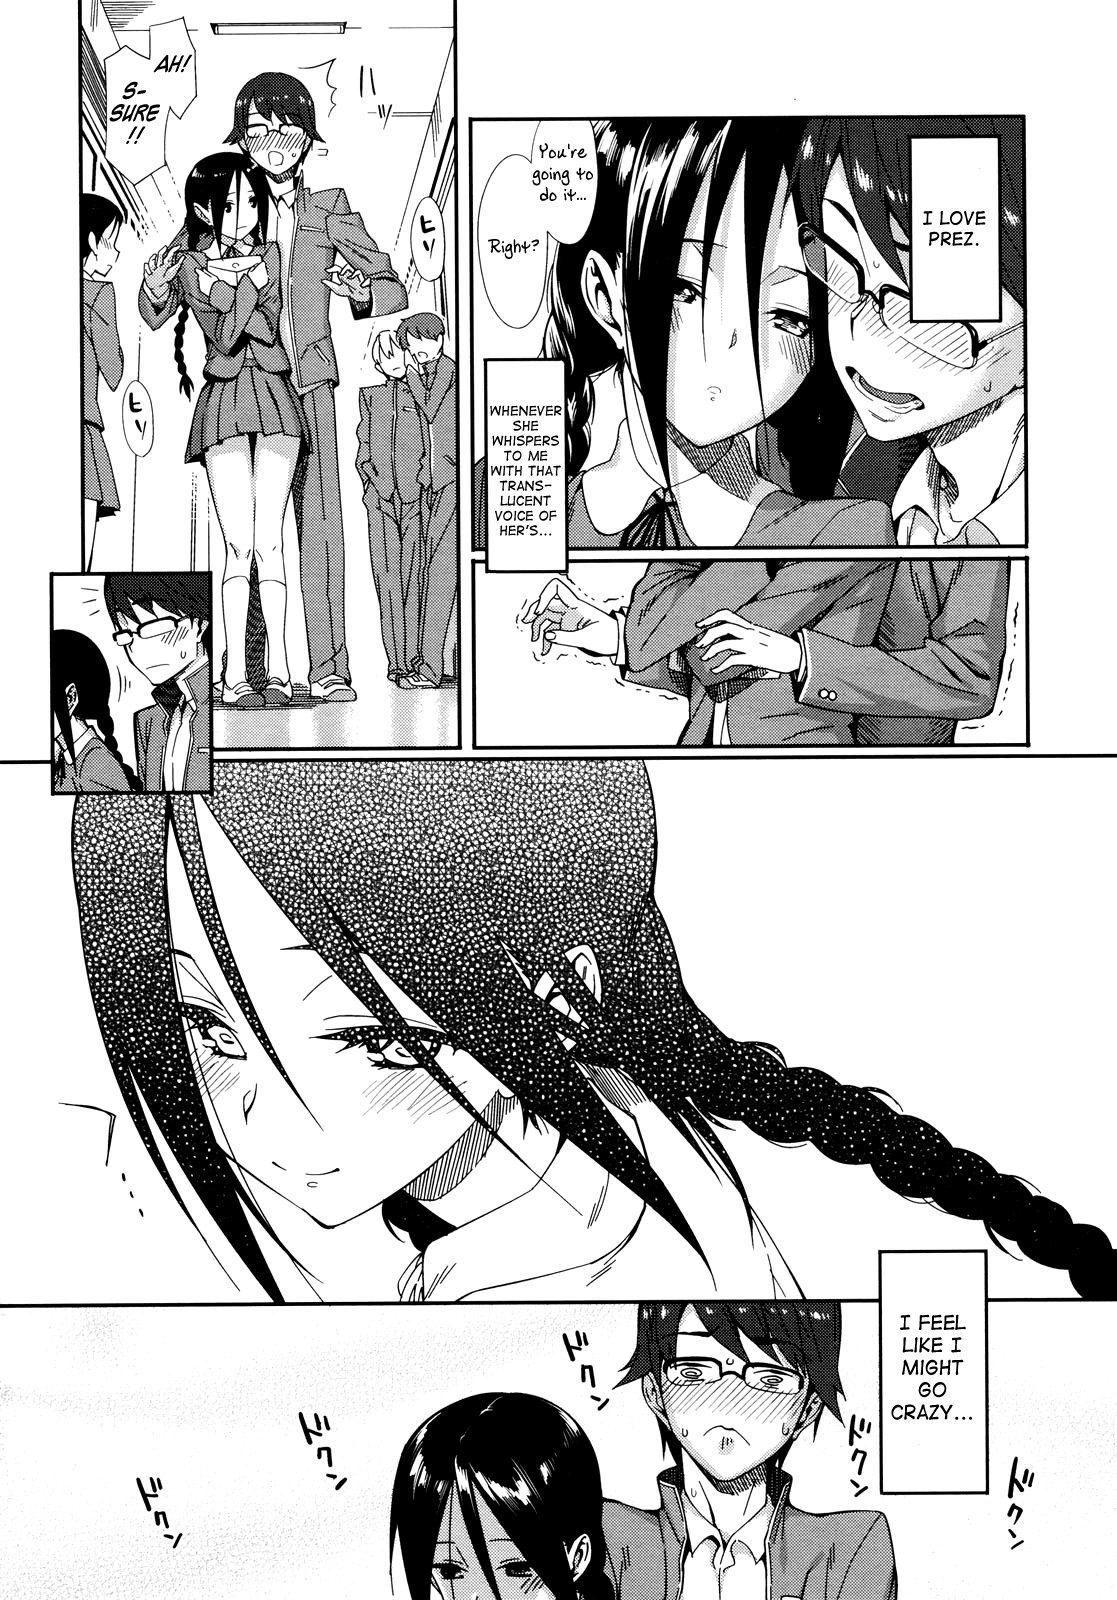 I LOVE
PREZ.
You're
going to
do it...
Right?
WHENEVER
SHE
WHISPERS
TO ME
WITH THAT
TRANS-
LUCENT
VOICE OF
HER'S...
AH!
S-
SURE
!!
ヒソ
ヒソ
I FEEL
LIKE I
MIGHT
GO
CRAZY...
ドクン
ドクン
ドクン
ドクン
ドクン